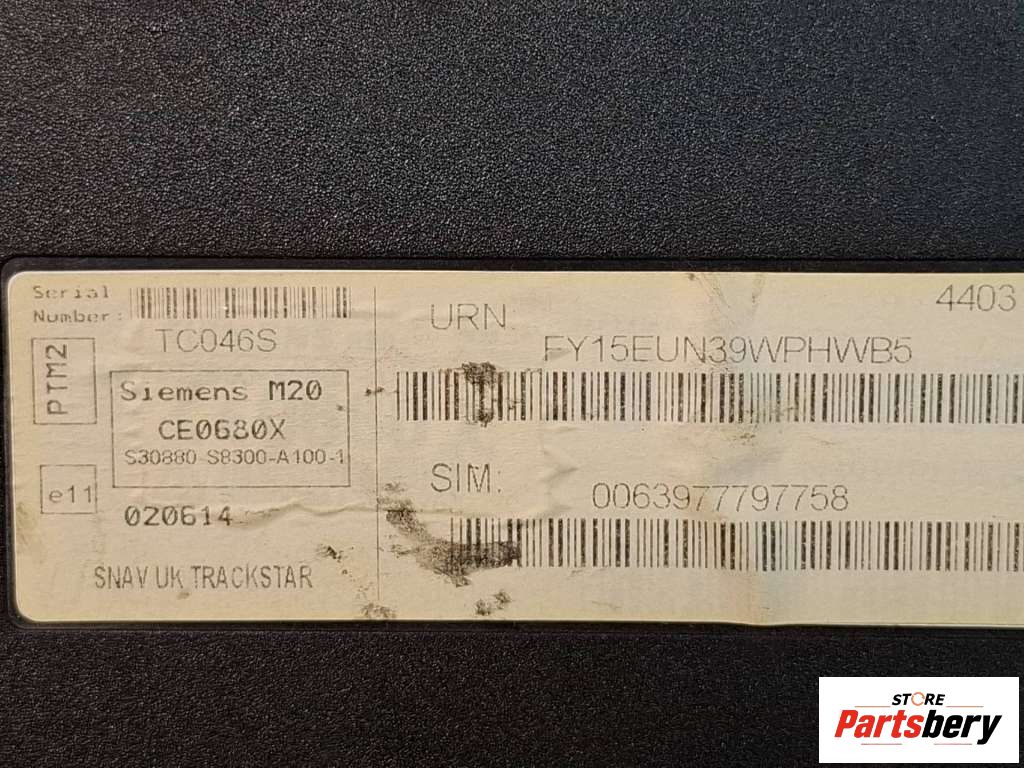 Serial
Number:
TC046S
PTM2
Siemens M20
CE0680X
S30880-S8300-A100-1
e11
020614
SNAV UK TRACKSTAR
4403
URN:
FY15EUN39WPHWB5
SIM:
0063977797758
STORE
Partsbery